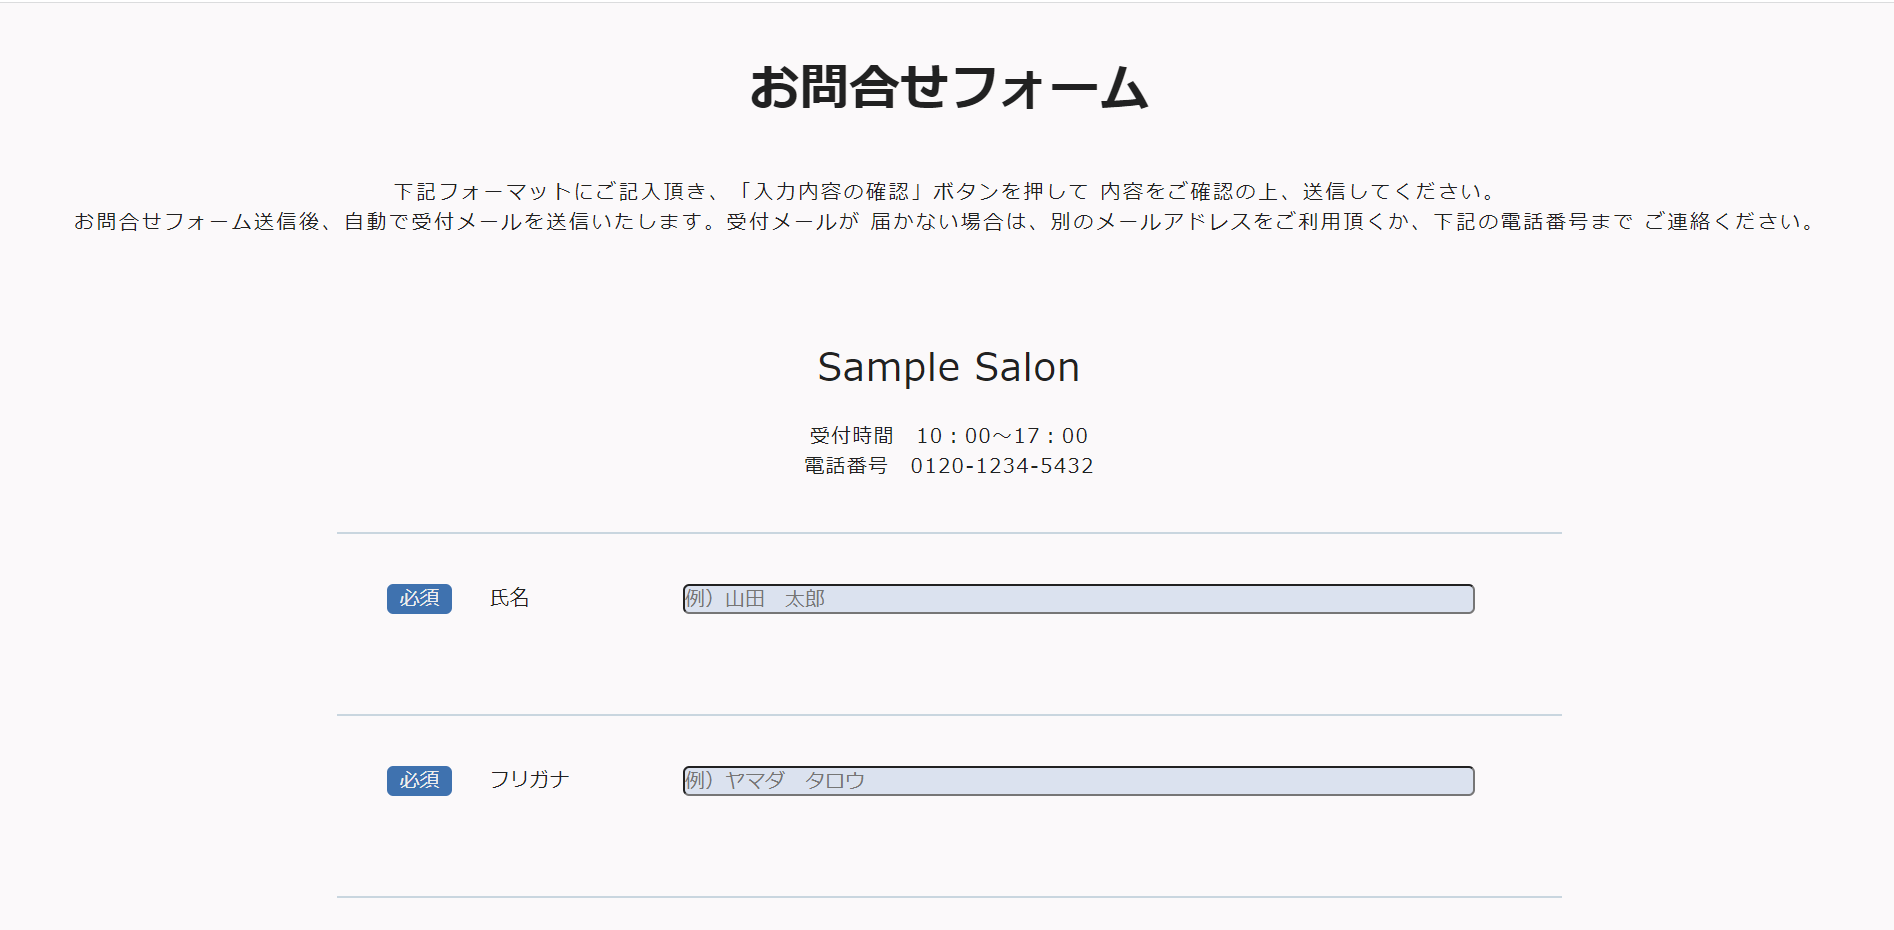 お問合せフォーム
下記フォーマットにご記入頂き、「入力内容の確認」ボタンを押して 内容をご確認の上、送信してください。
お問合せフォーム送信後、自動で受付メールを送信いたします。受付メールが 届かない場合は、別のメールアドレスをご利用頂くか、下記の電話番号まで ご連絡ください。
Sample Salon
受付時間　10：00～17：00
電話番号　0120-1234-5432
必須 氏名 例）山田　太郎
必須 フリガナ 例）ヤマダ　タロウ